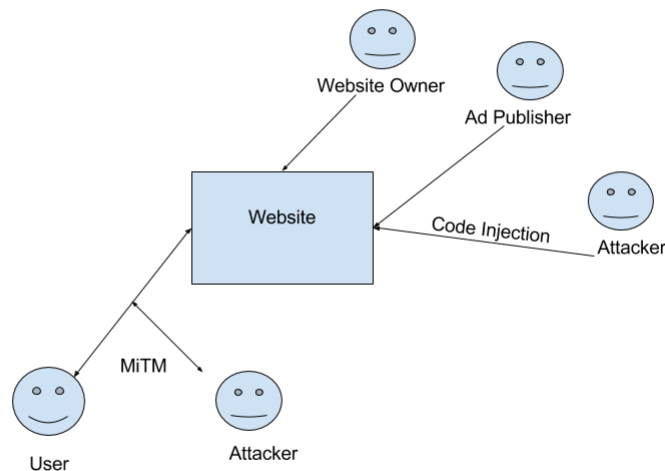 Website Owner
Ad Publisher
Website
Code Injection
Attacker
MiTM
User
Attacker